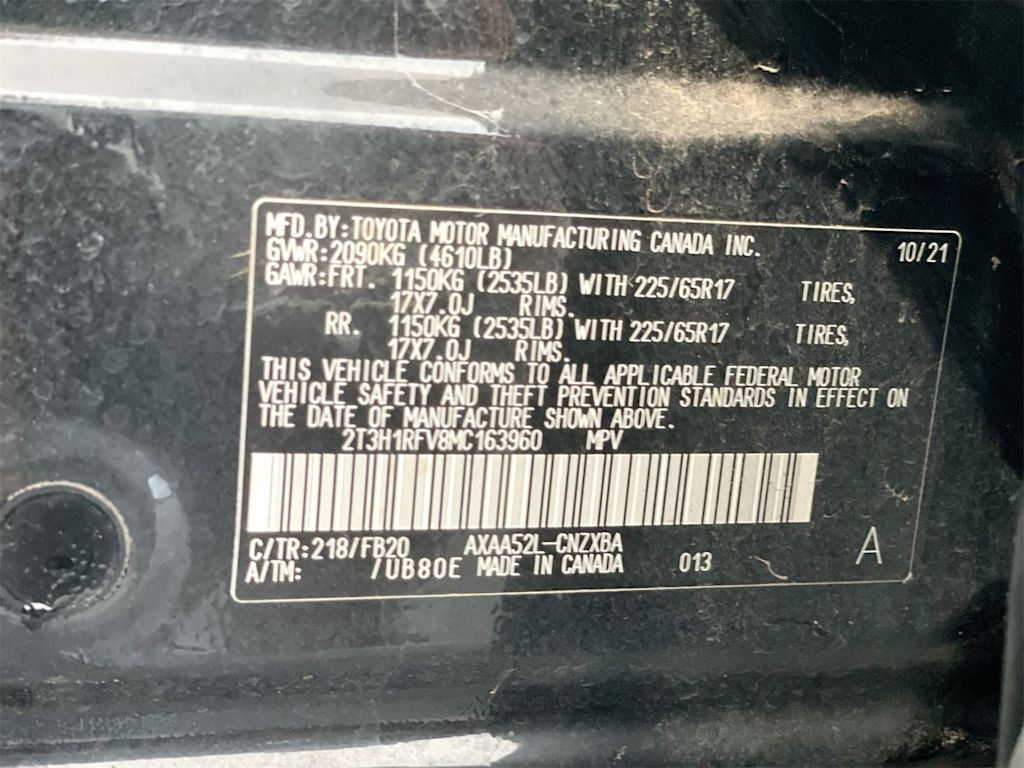 MFD.BY:TOYOTA MOTOR MANUFACTURING CANADA INC. 10/21
GVWR:2090KG (4610LB)
GAWR:FRT. 1150KG (2535LB) WITH 225/65R17 TIRES,
17X7.0J RIMS.
RR. 1150KG (2535LB) WITH 225/65R17 TIRES,
17X7.0J RIMS.
THIS VEHICLE CONFORMS TO ALL APPLICABLE FEDERAL MOTOR
VEHICLE SAFETY AND THEFT PREVENTION STANDARDS IN EFFECT ON
THE DATE OF MANUFACTURE SHOWN ABOVE.
2T3H1RFV8MC163960 MPV
C/TR:218/FB20 AXAA52L-CNZXBA A
A/TM: /UB80E MADE IN CANADA 013